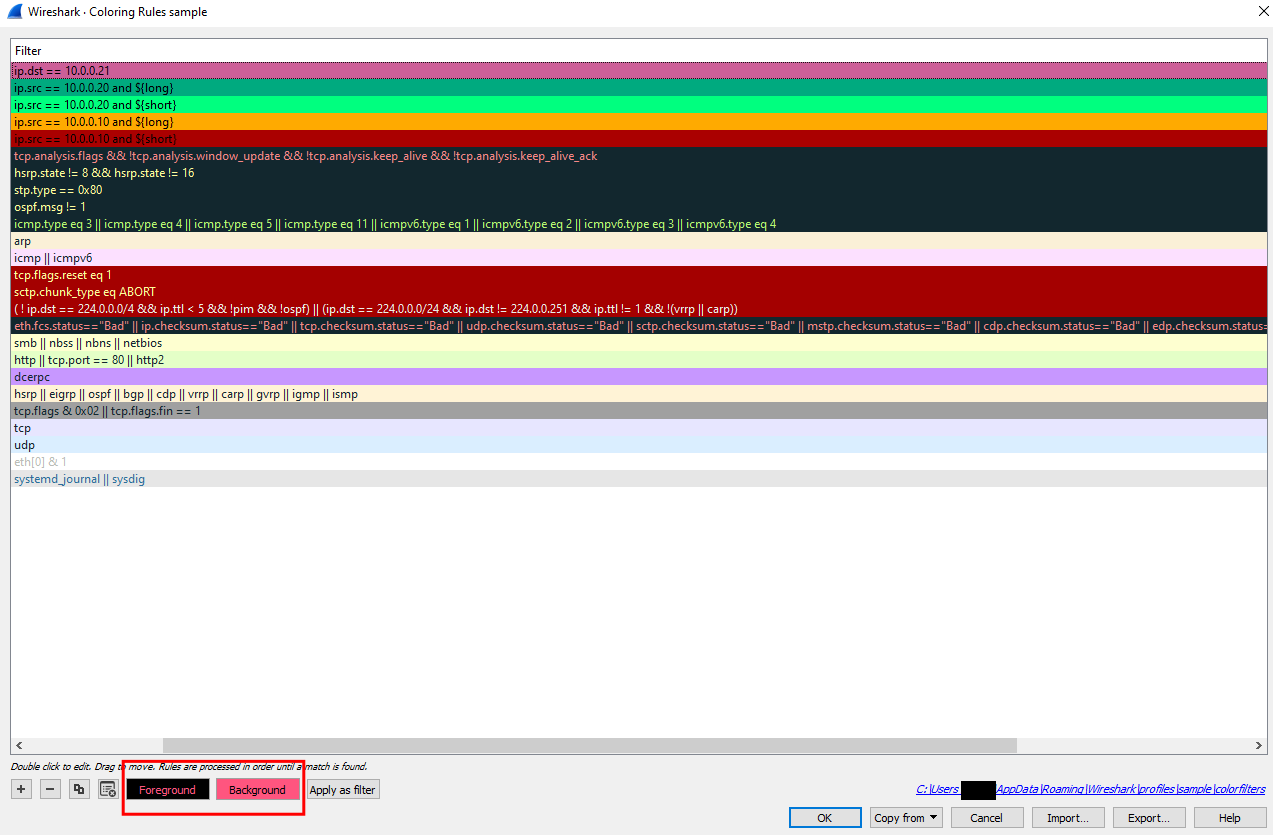 Wireshark · Coloring Rules sample
Filter
ip.dst == 10.0.0.21
ip.src == 10.0.0.20 and ${long}
ip.src == 10.0.0.20 and ${short}
ip.src == 10.0.0.10 and ${long}
ip.src == 10.0.0.10 and ${short}
tcp.analysis.flags && !tcp.analysis.window_update && !tcp.analysis.keep_alive && !tcp.analysis.keep_alive_ack
hsrp.state != 8 && hsrp.state != 16
stp.type == 0x80
ospf.msg != 1
icmp.type eq 3 || icmp.type eq 4 || icmp.type eq 5 || icmp.type eq 11 || icmpv6.type eq 1 || icmpv6.type eq 2 || icmpv6.type eq 3 || icmpv6.type eq 4
arp
icmp || icmpv6
tcp.flags.reset eq 1
sctp.chunk_type eq ABORT
( ! ip.dst == 224.0.0.0/4 && ip.ttl < 5 && !pim && !ospf) || (ip.dst == 224.0.0.0/24 && ip.dst != 224.0.0.251 && ip.ttl != 1 && !(vrrp || carp))
eth.fcs.status=="Bad" || ip.checksum.status=="Bad" || tcp.checksum.status=="Bad" || udp.checksum.status=="Bad" || sctp.checksum.status=="Bad" || mstp.checksum.status=="Bad" || cdp.checksum.status=="Bad" || edp.checksum.status=
smb || nbss || nbns || netbios
http || tcp.port == 80 || http2
dcerpc
hsrp || eigrp || ospf || bgp || cdp || vrrp || carp || gvrp || igmp || ismp
tcp.flags & 0x02 || tcp.flags.fin == 1
tcp
udp
eth[0] & 1
systemd_journal || sysdig
Double click to edit. Drag to move. Rules are processed in order until a match is found.
Foreground Background Apply as filter C:\Users AppData\Roaming\Wireshark\profiles\sample\colorfilters
OK Copy from Cancel Import... Export... Help